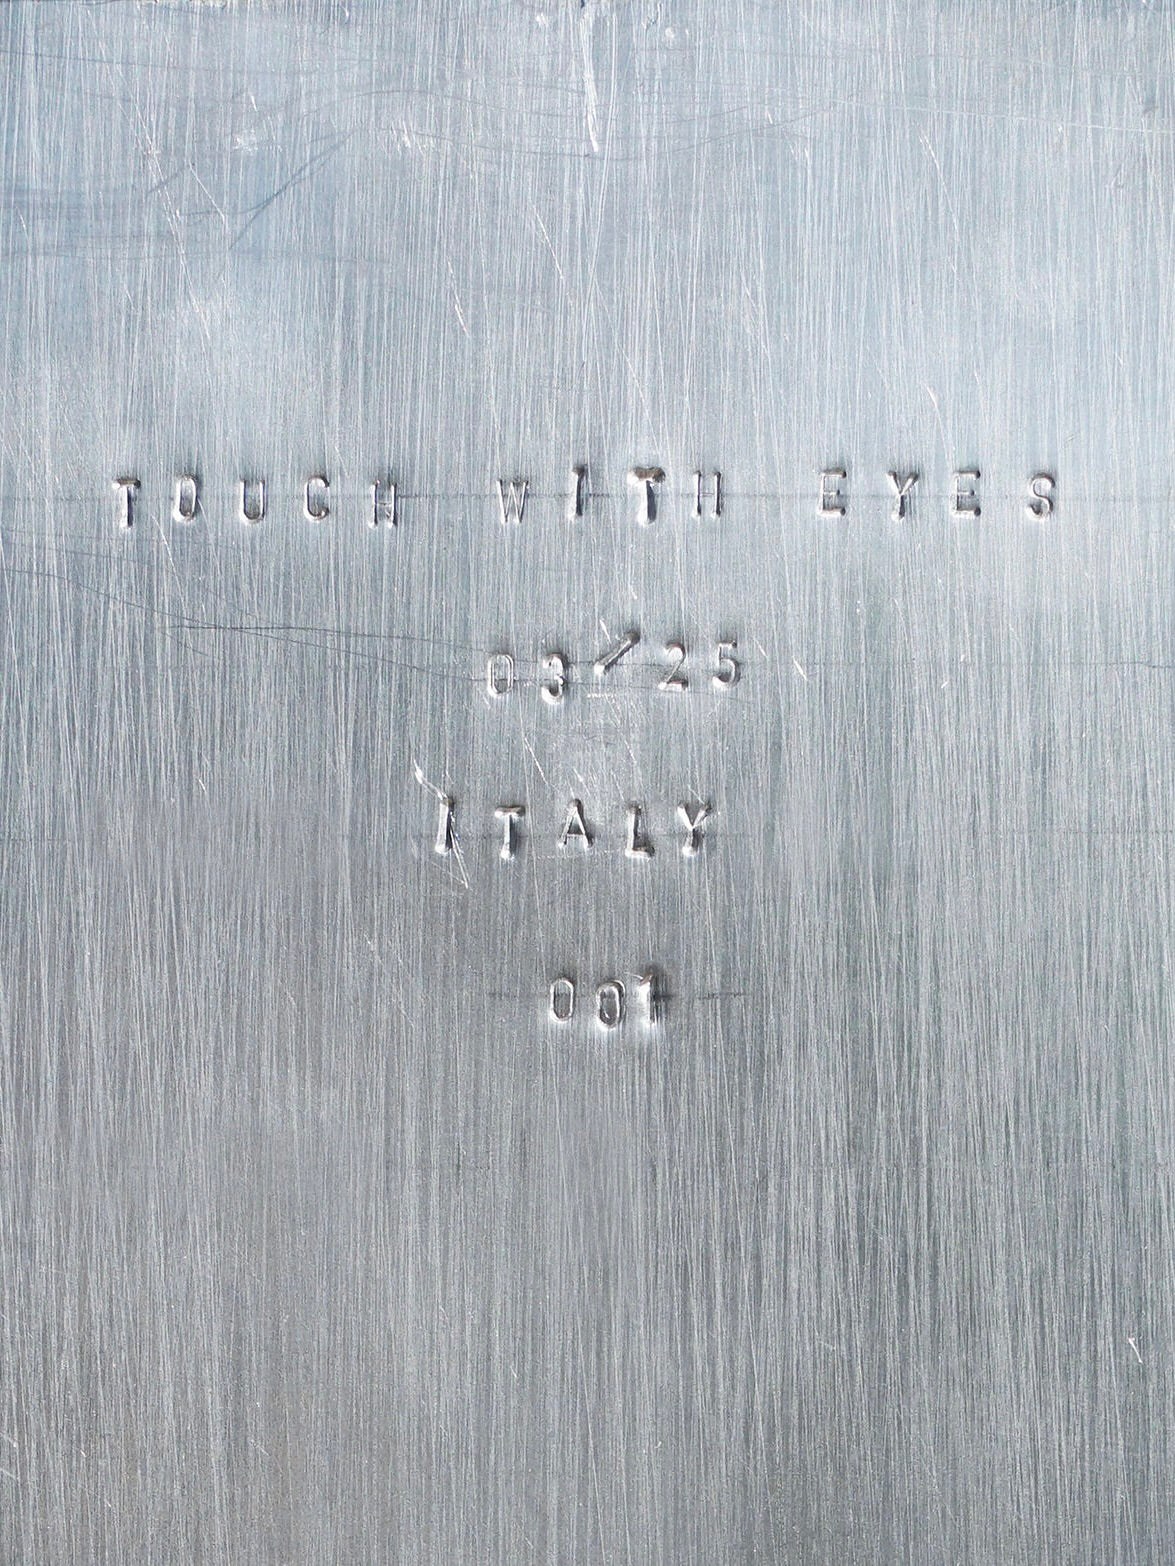 TOUCH WITH EYES
03/25
ITALY
001